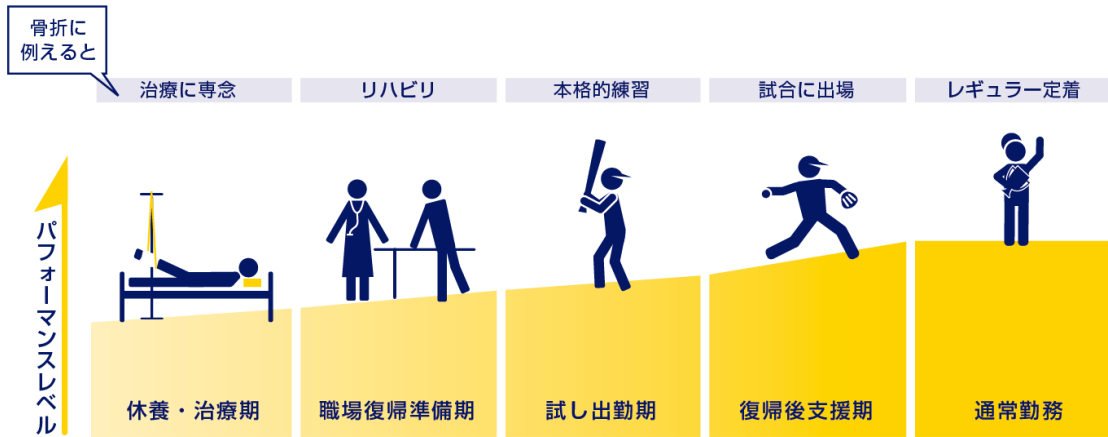 骨折に
例えると
治療に専念
リハビリ
本格的練習
試合に出場
レギュラー定着
パフォーマンスレベル
休養・治療期
職場復帰準備期
試し出勤期
復帰後支援期
通常勤務